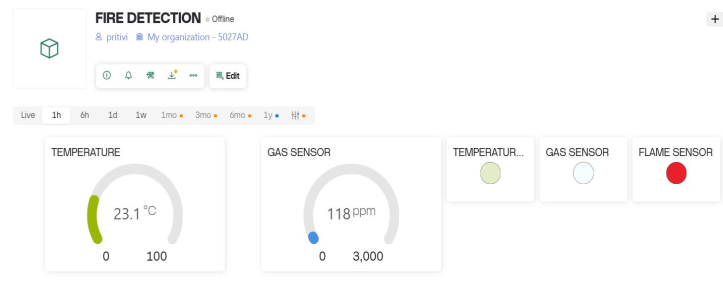 FIRE DETECTION Offline
pritivi My organization - 5027AD
Edit
Live 1h 6h 1d 1w 1mo 3mo 6mo 1y
TEMPERATURE
23.1 °C
0 100
GAS SENSOR
118 ppm
0 3,000
TEMPERATUR...
GAS SENSOR
FLAME SENSOR